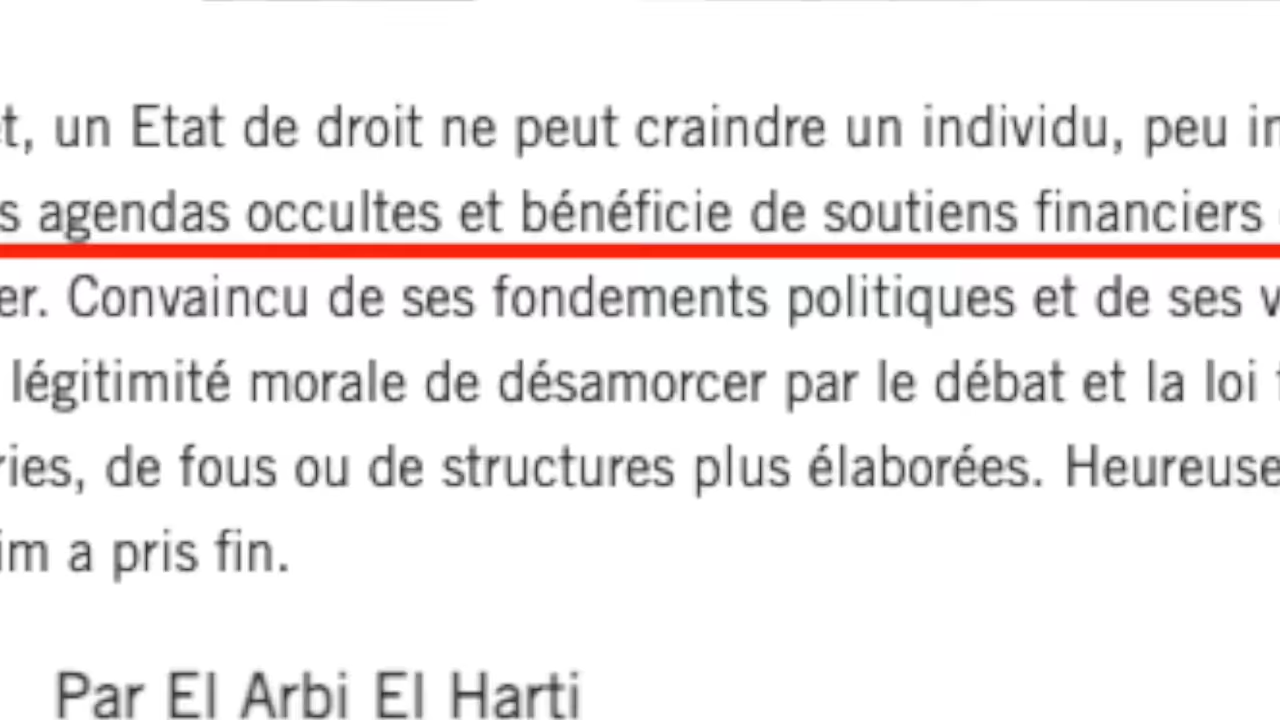 t, un Etat de droit ne peut craindre un individu, peu
s agendas occultes et bénéficie de soutiens financiers
er. Convaincu de ses fondements politiques et de ses
légitimité morale de désamorcer par le débat et la loi
ries, de fous ou de structures plus élaborées. Heureuse
im a pris fin.
Par El Arbi El Harti